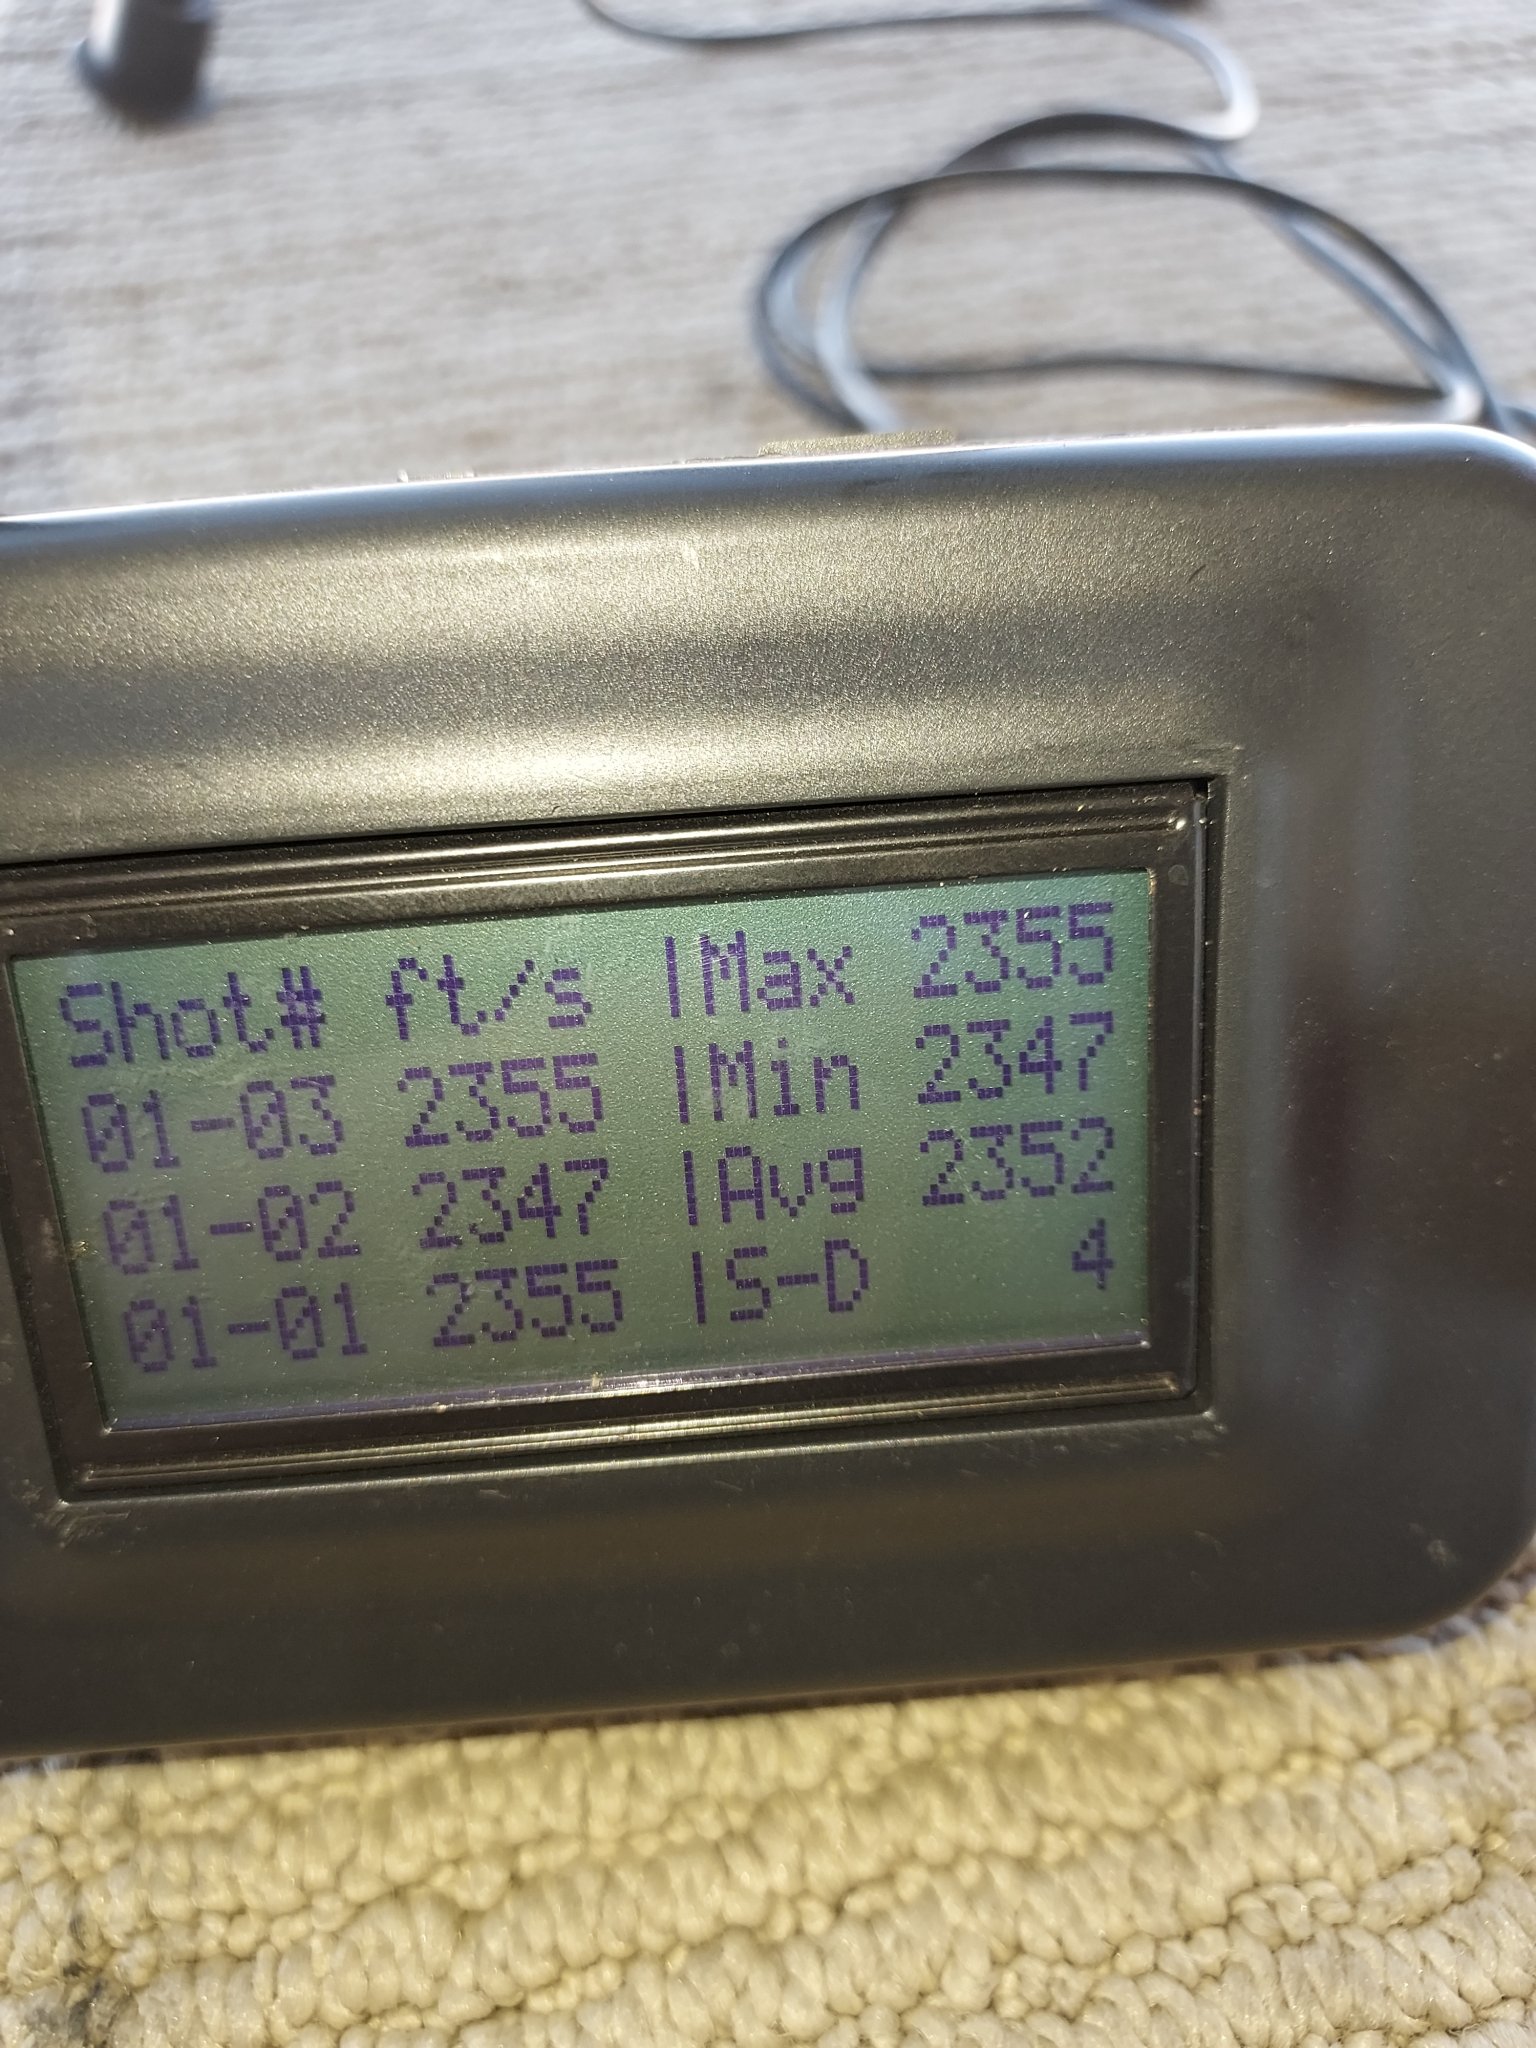 Shot# ft/s |Max 2355
01-03 2355 |Min 2347
01-02 2347 |Avg 2352
01-01 2355 |S-D 4